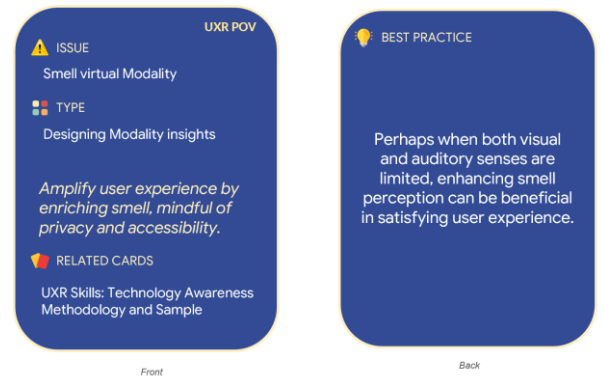 UXR POV
ISSUE
Smell virtual Modality
TYPE
Designing Modality insights
Amplify user experience by
enriching smell, mindful of
privacy and accessibility.
RELATED CARDS
UXR Skills: Technology Awareness
Methodology and Sample
Front
BEST PRACTICE
Perhaps when both visual
and auditory senses are
limited, enhancing smell
perception can be beneficial
in satisfying user experience.
Back